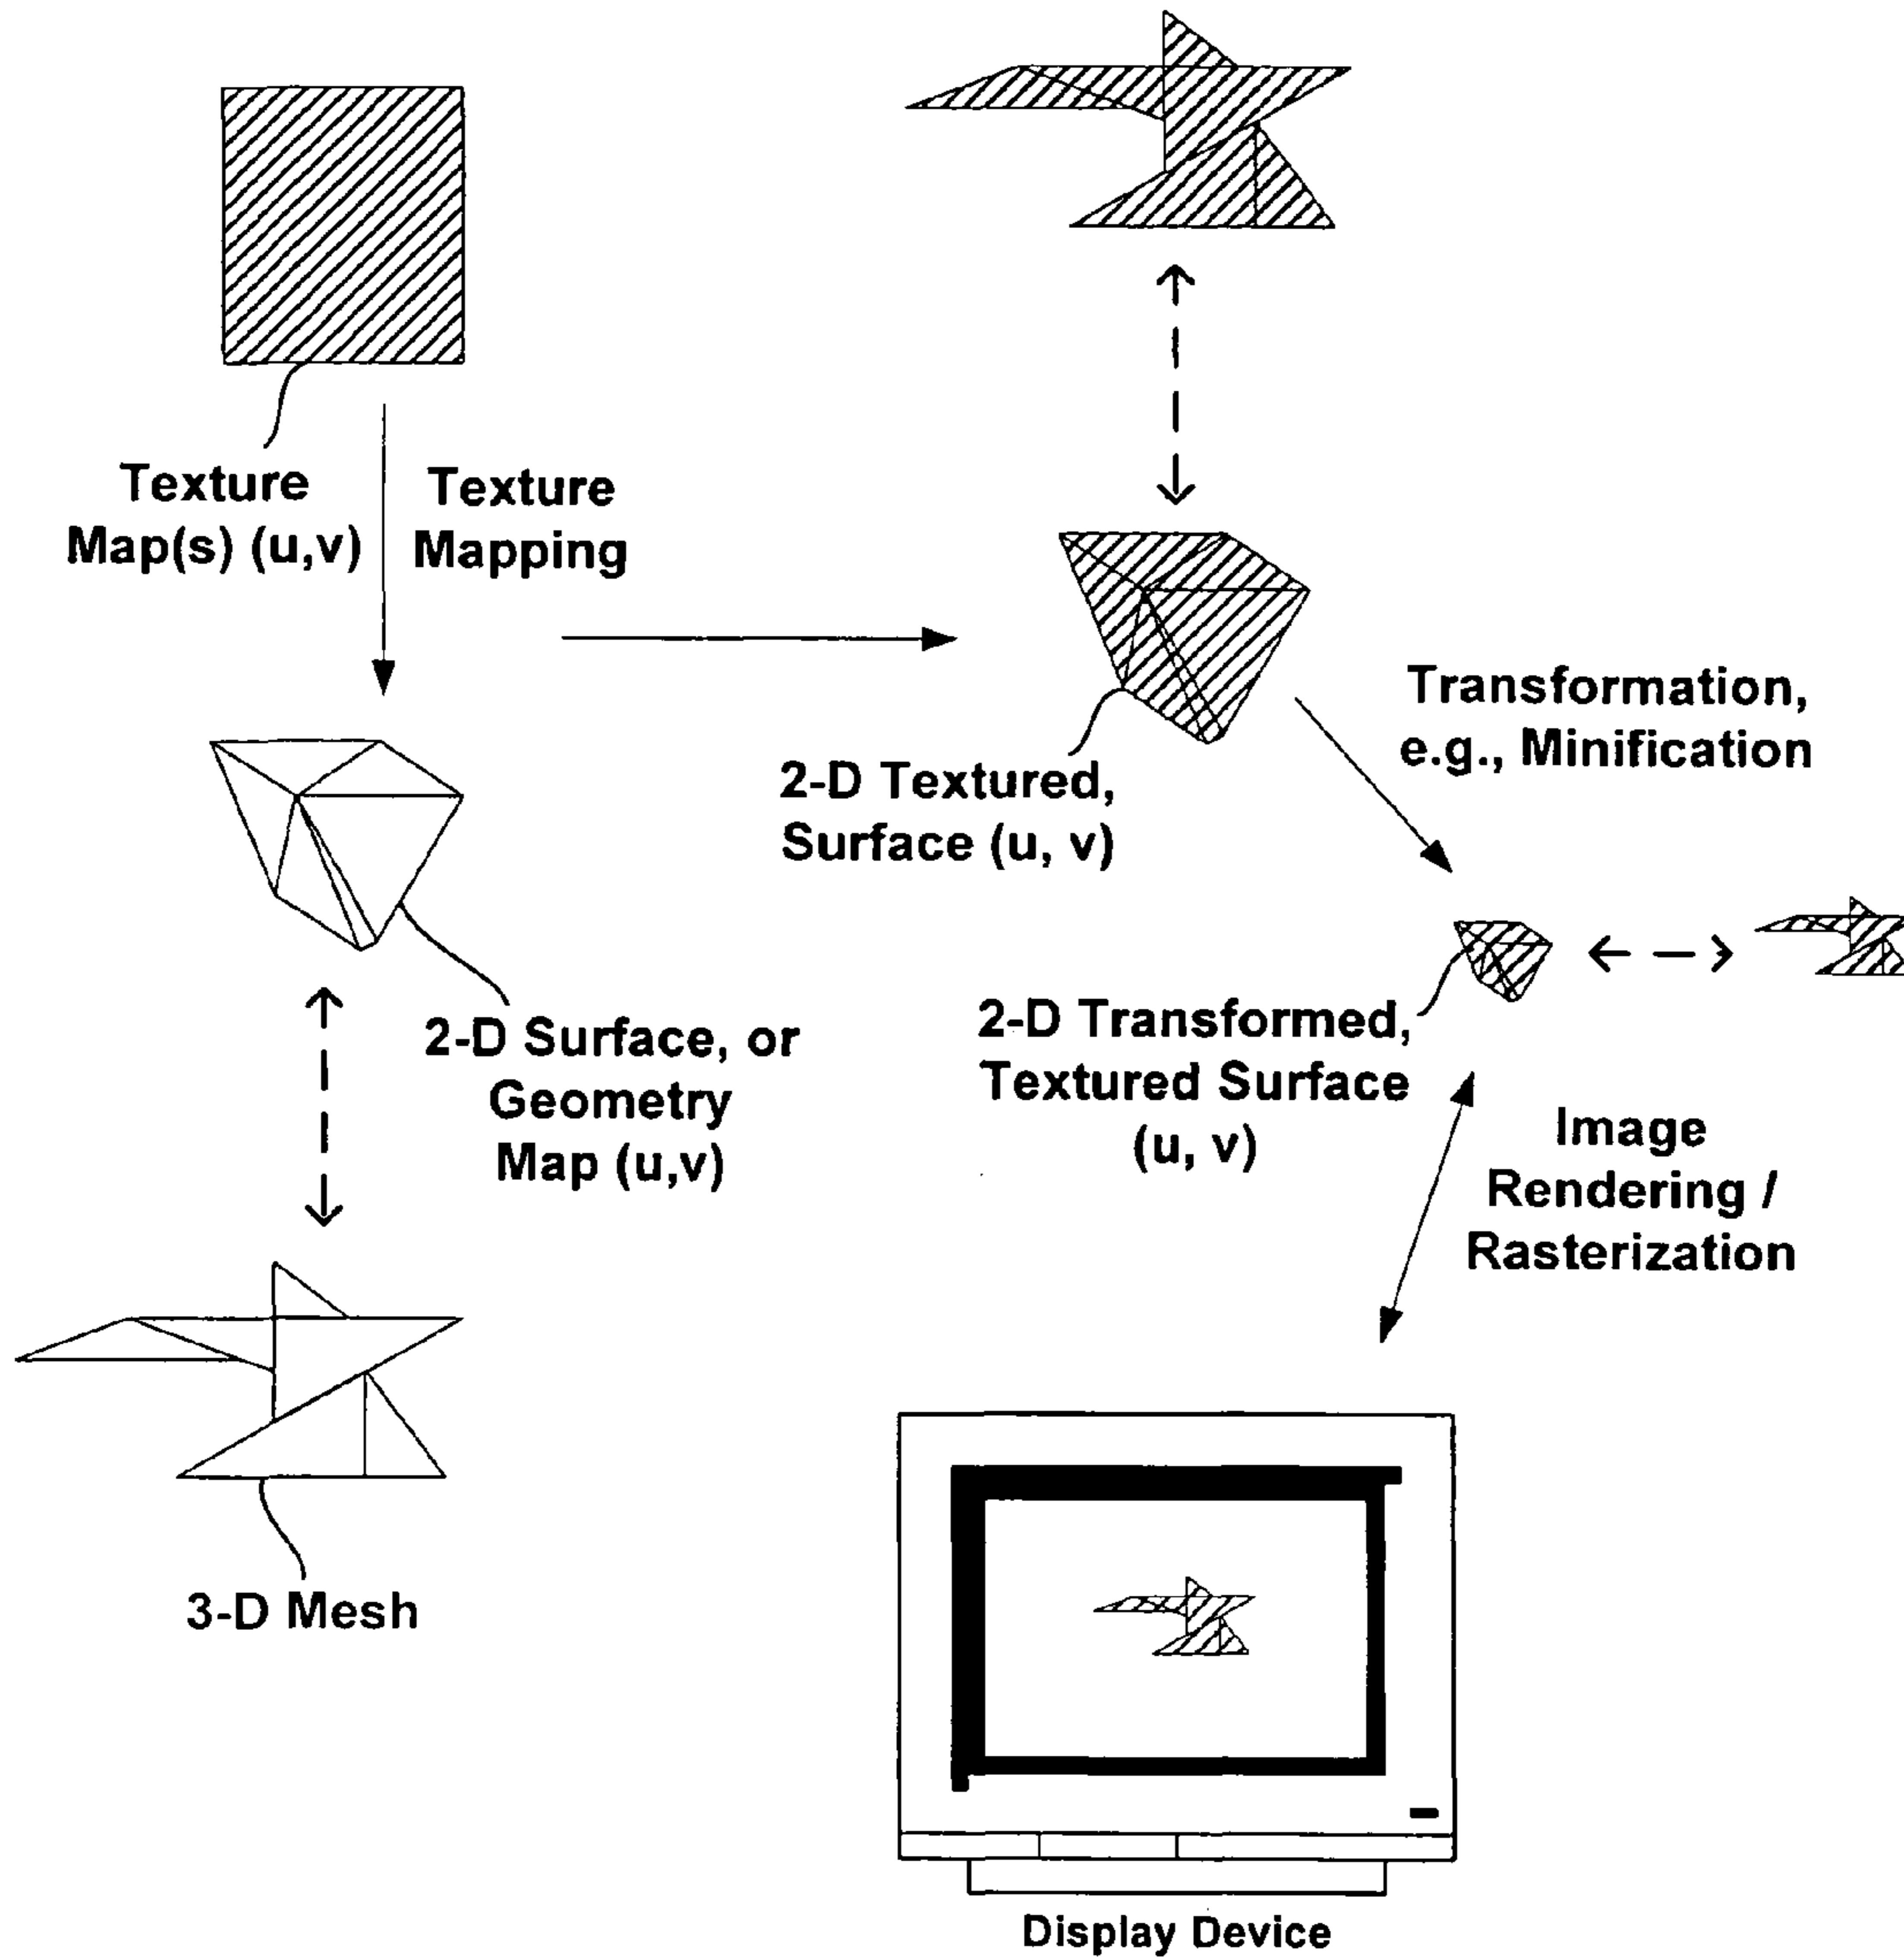 Texture
Map(s) (u,v)
Texture
Mapping
2-D Textured,
Surface (u, v)
Transformation,
e.g., Minification
2-D Surface, or
Geometry
Map (u,v)
2-D Transformed,
Textured Surface
(u, v)
Image
Rendering /
Rasterization
3-D Mesh
Display Device